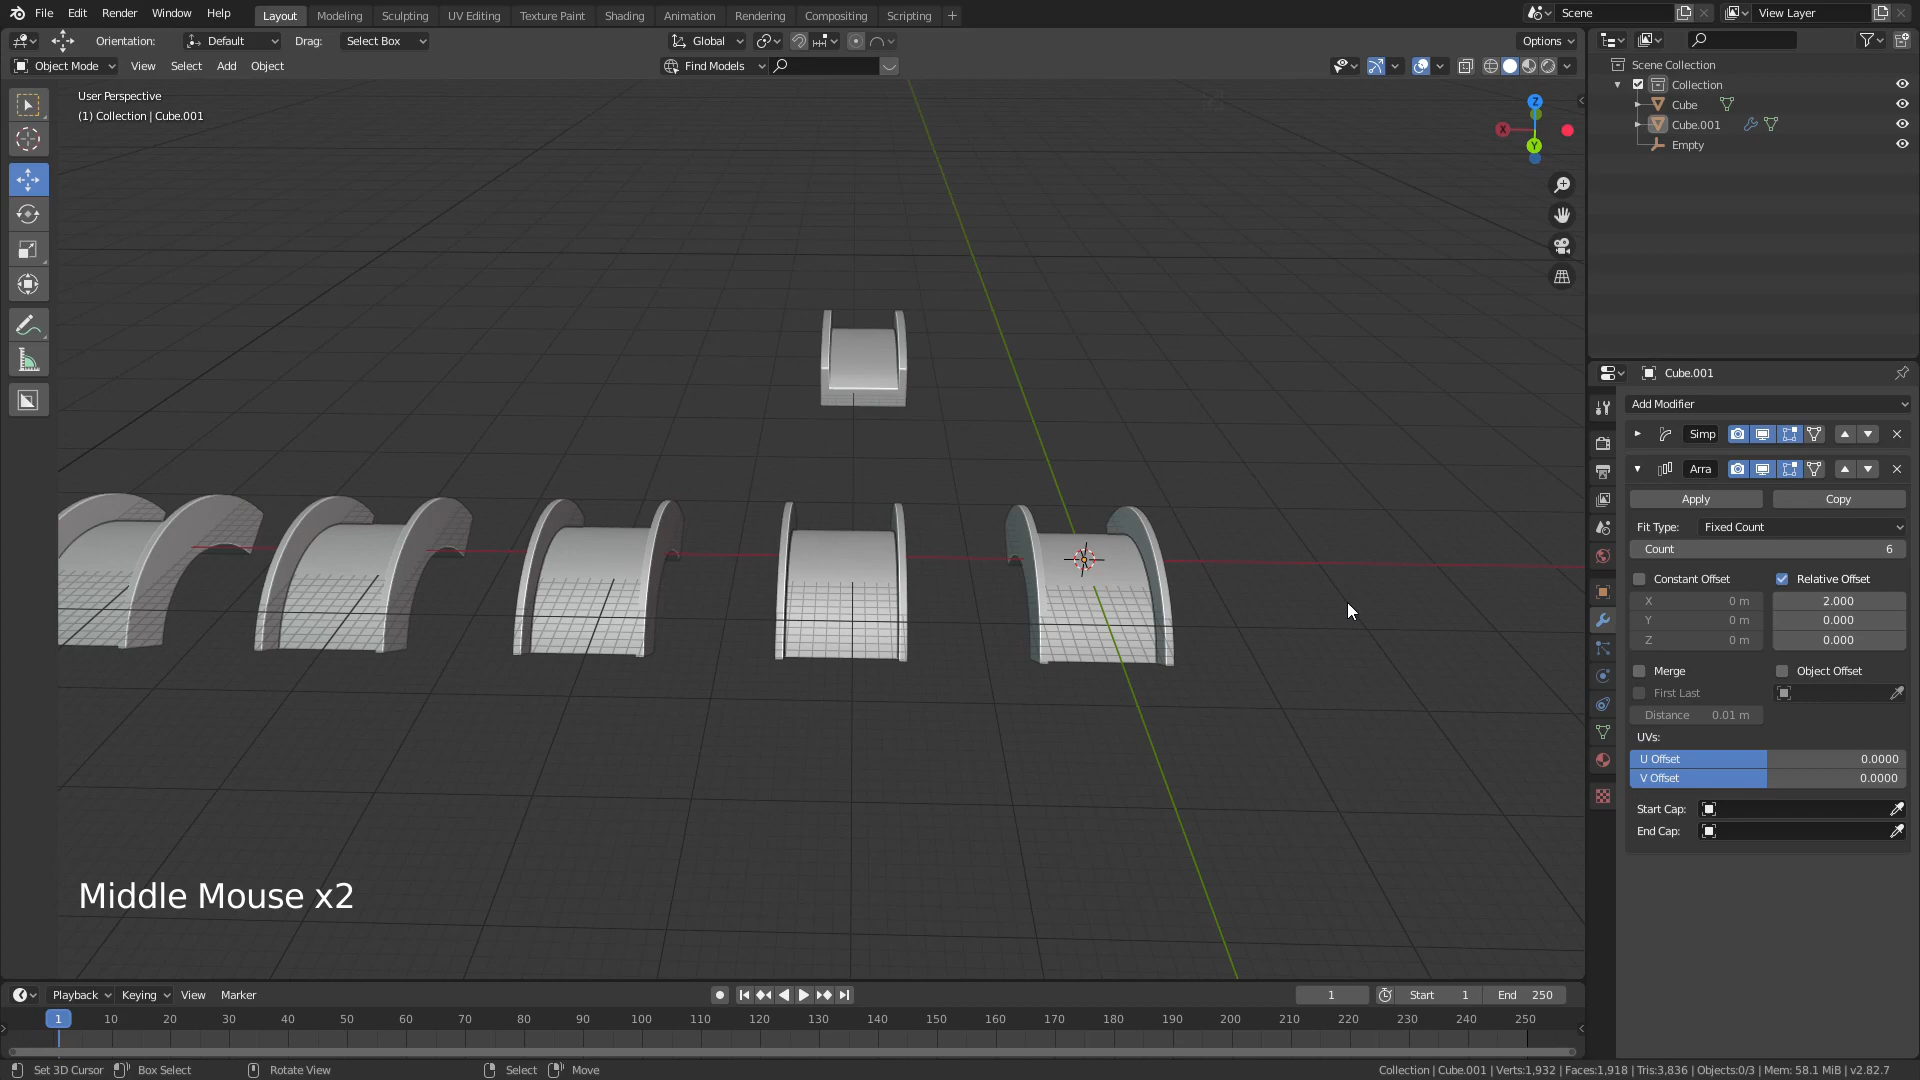 File Edit Render Window Help Layout Modeling Sculpting UV Editing Texture Paint Shading Animation Rendering Compositing Scripting Scene View Layer
Orientation: Default Drag: Select Box Global Options
Object Mode View Select Add Object Find Models
User Perspective
(1) Collection | Cube.001
Z
X
Y
Scene Collection
Collection
Cube
Cube.001
Empty
Cube.001
Add Modifier
Simp
Arra
Apply Copy
Fit Type: Fixed Count
Count 6
Constant Offset Relative Offset
X 0 m 2.000
Y 0 m 0.000
Z 0 m 0.000
Merge Object Offset
First Last
Distance 0.01 m
UVs:
U Offset 0.0000
V Offset 0.0000
Start Cap:
End Cap:
Middle Mouse x2
Playback Keying View Marker 1 Start 1 End 250
1 10 20 30 40 50 60 70 80 90 100 110 120 130 140 150 160 170 180 190 200 210 220 230 240 250
Set 3D Cursor Box Select Rotate View Select Move Collection | Cube.001 | Verts:1,932 | Faces:1,918 | Tris:3,836 | Objects:0/3 | Mem: 58.1 MiB | v2.82.7